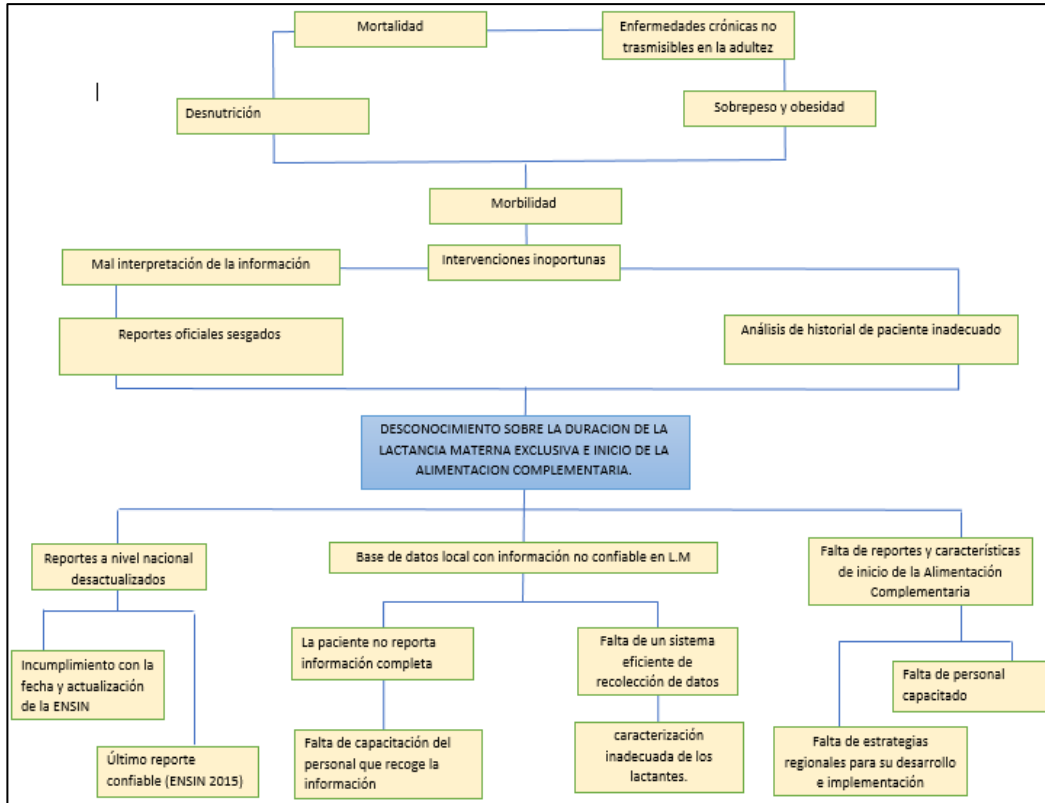 Mortalidad
Enfermedades crónicas no
trasmisibles en la adultez
Desnutrición
Sobrepeso y obesidad
Morbilidad
Mal interpretación de la información
Intervenciones inoportunas
Reportes oficiales sesgados
Análisis de historial de paciente inadecuado
DESCONOCIMIENTO SOBRE LA DURACION DE LA
LACTANCIA MATERNA EXCLUSIVA E INICIO DE LA
ALIMENTACION COMPLEMENTARIA.
Reportes a nivel nacional
desactualizados
Base de datos local con información no confiable en L.M
Falta de reportes y características
de inicio de la Alimentación
Complementaria
Incumplimiento con la
fecha y actualización
de la ENSIN
Último reporte
confiable (ENSIN 2015)
La paciente no reporta
información completa
Falta de capacitación del
personal que recoge la
información
Falta de un sistema
eficiente de
recolección de datos
caracterización
inadecuada de los
lactantes.
Falta de personal
capacitado
Falta de estrategias
regionales para su desarrollo
e implementación